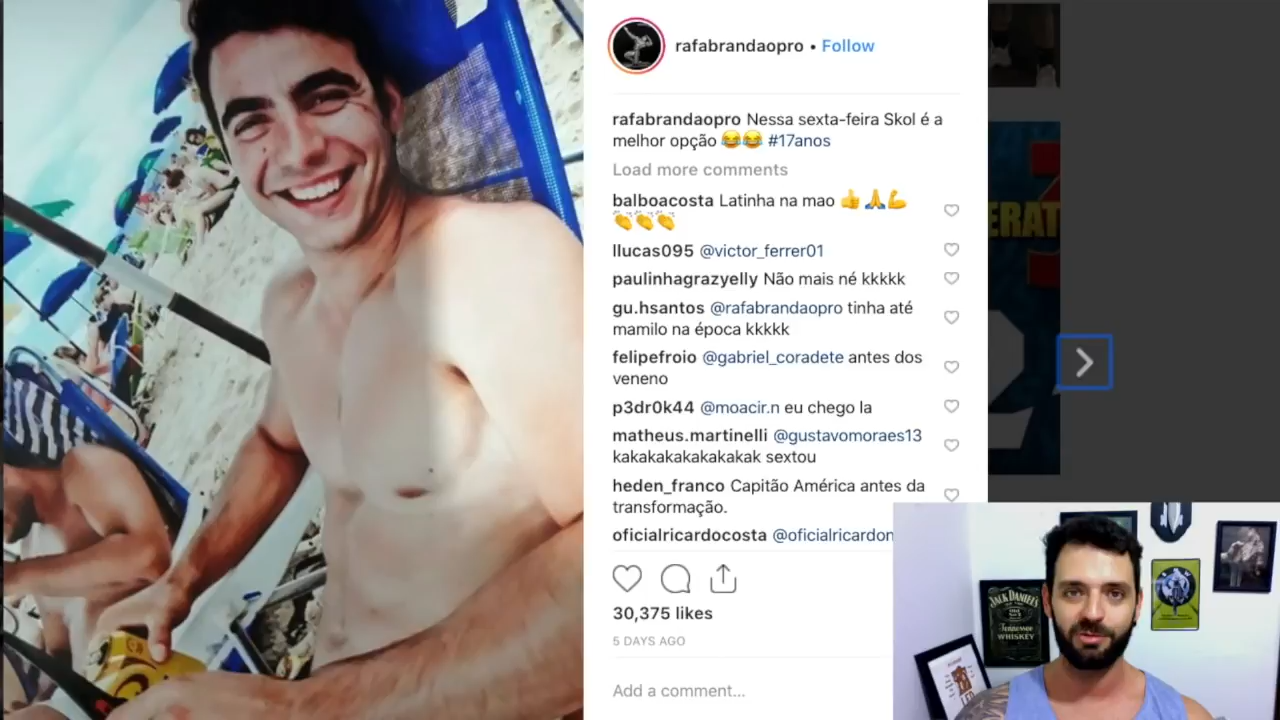 rafabrandaopro • Follow
rafabrandaopro Nessa sexta-feira Skol é a
melhor opção 😂😂 #17anos
Load more comments
balboacosta Latinha na mao 👍🙏💪
👏👏👏
llucas095 @victor_ferrer01
paulinhagrazyelly Não mais né kkkkk
gu.hsantos @rafabrandaopro tinha até
mamilo na época kkkkk
felipefroio @gabriel_coradete antes dos
veneno
p3dr0k44 @moacir.n eu chego la
matheus.martinelli @gustavomoraes13
kakakakakakakakak sextou
heden_franco Capitão América antes da
transformação.
oficialricardocosta @oficialricardon
30,375 likes
5 DAYS AGO
Add a comment...
ERAT
JACK DANIEL'S
Tennessee
WHISKEY